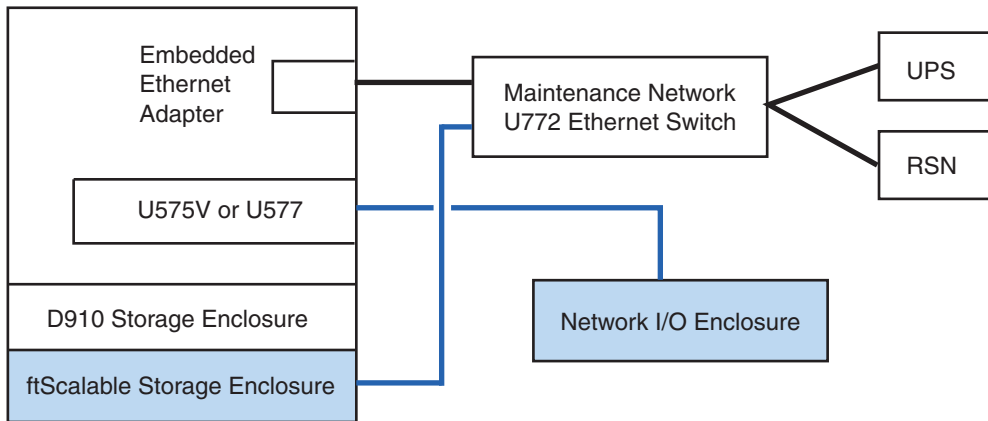 Embedded
Ethernet
Adapter
Maintenance Network
U772 Ethernet Switch
UPS
RSN
U575V or U577
D910 Storage Enclosure
Network I/O Enclosure
ftScalable Storage Enclosure